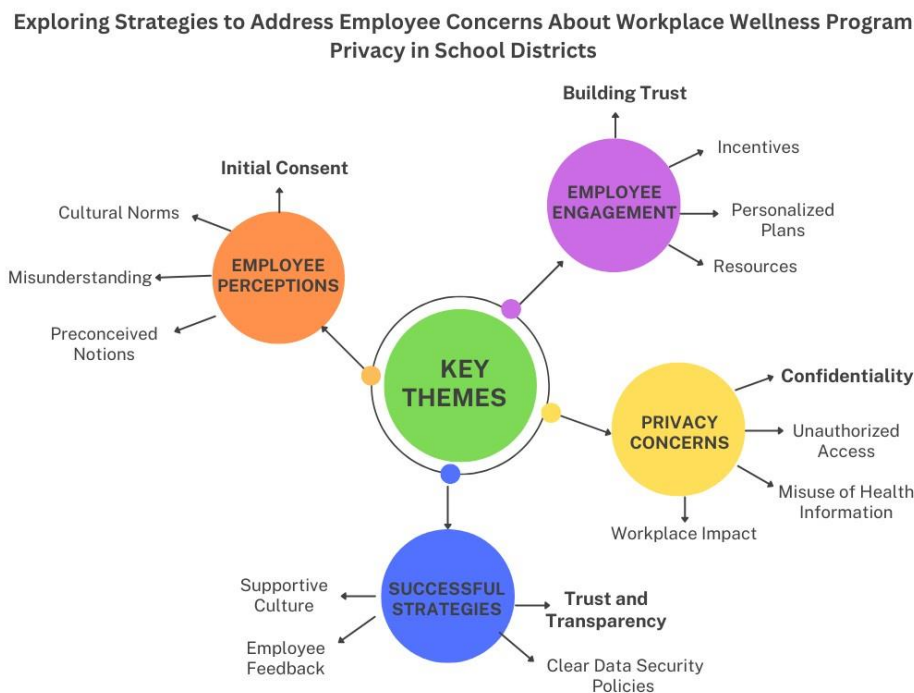 Exploring Strategies to Address Employee Concerns About Workplace Wellness Program
Privacy in School Districts
Building Trust
Incentives
EMPLOYEE
ENGAGEMENT
Personalized
Plans
Resources
Initial Consent
Cultural Norms
EMPLOYEE
PERCEPTIONS
Misunderstanding
Preconceived
Notions
KEY
THEMES
Confidentiality
PRIVACY
CONCERNS
Unauthorized
Access
Misuse of Health
Information
Workplace Impact
Supportive
Culture
SUCCESSFUL
STRATEGIES
Trust and
Transparency
Employee
Feedback
Clear Data Security
Policies